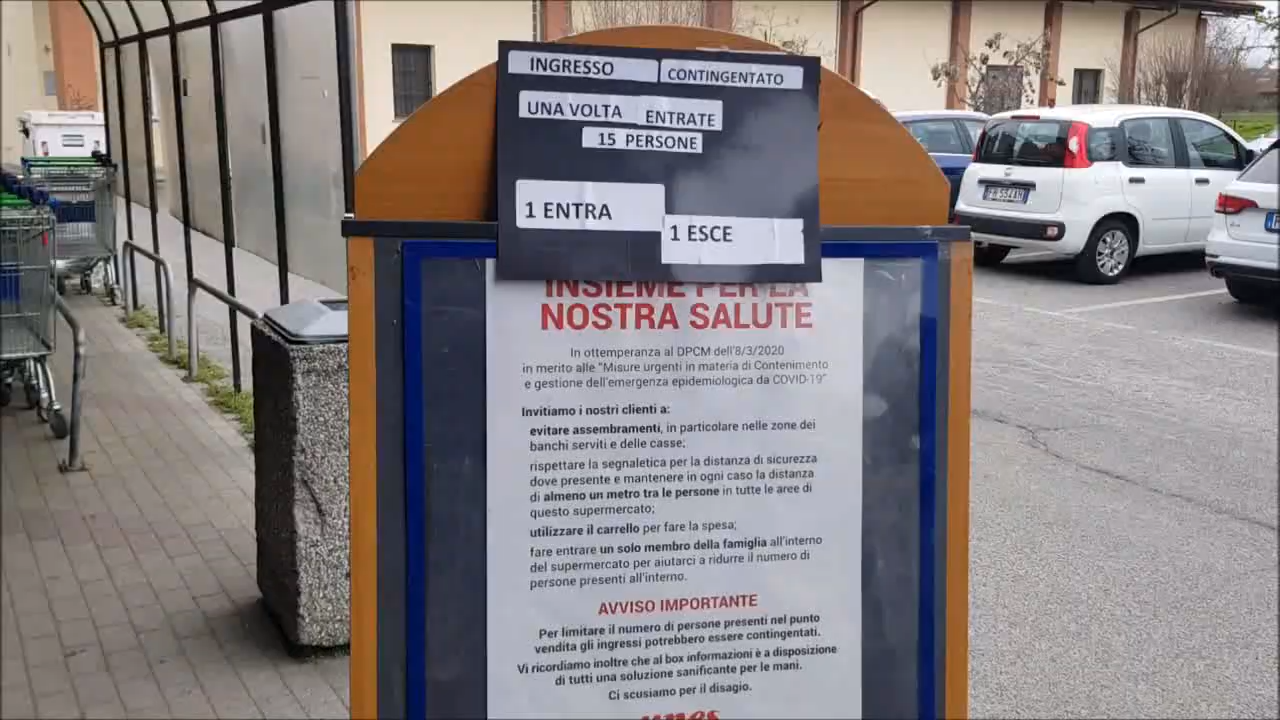 INGRESSO CONTINGENTATO
UNA VOLTA ENTRATE
15 PERSONE
1 ENTRA
1 ESCE
INSIEME PER LA
NOSTRA SALUTE
In ottemperanza al DPCM dell'8/3/2020
in merito alle "Misure urgenti in materia di Contenimento
e gestione dell'emergenza epidemiologica da COVID-19"
Invitiamo i nostri clienti a:
evitare assembramenti, in particolare nelle zone dei
banchi serviti e delle casse;
rispettare la segnaletica per la distanza di sicurezza
dove presente e mantenere in ogni caso la distanza
di almeno un metro tra le persone in tutte le aree di
questo supermercato;
utilizzare il carrello per fare la spesa;
fare entrare un solo membro della famiglia all'interno
del supermercato per aiutarci a ridurre il numero di
persone presenti all'interno.
AVVISO IMPORTANTE
Per limitare il numero di persone presenti nel punto
vendita gli ingressi potrebbero essere contingentati.
Vi ricordiamo inoltre che al box informazioni è a disposizione
di tutti una soluzione sanificante per le mani.
Ci scusiamo per il disagio.